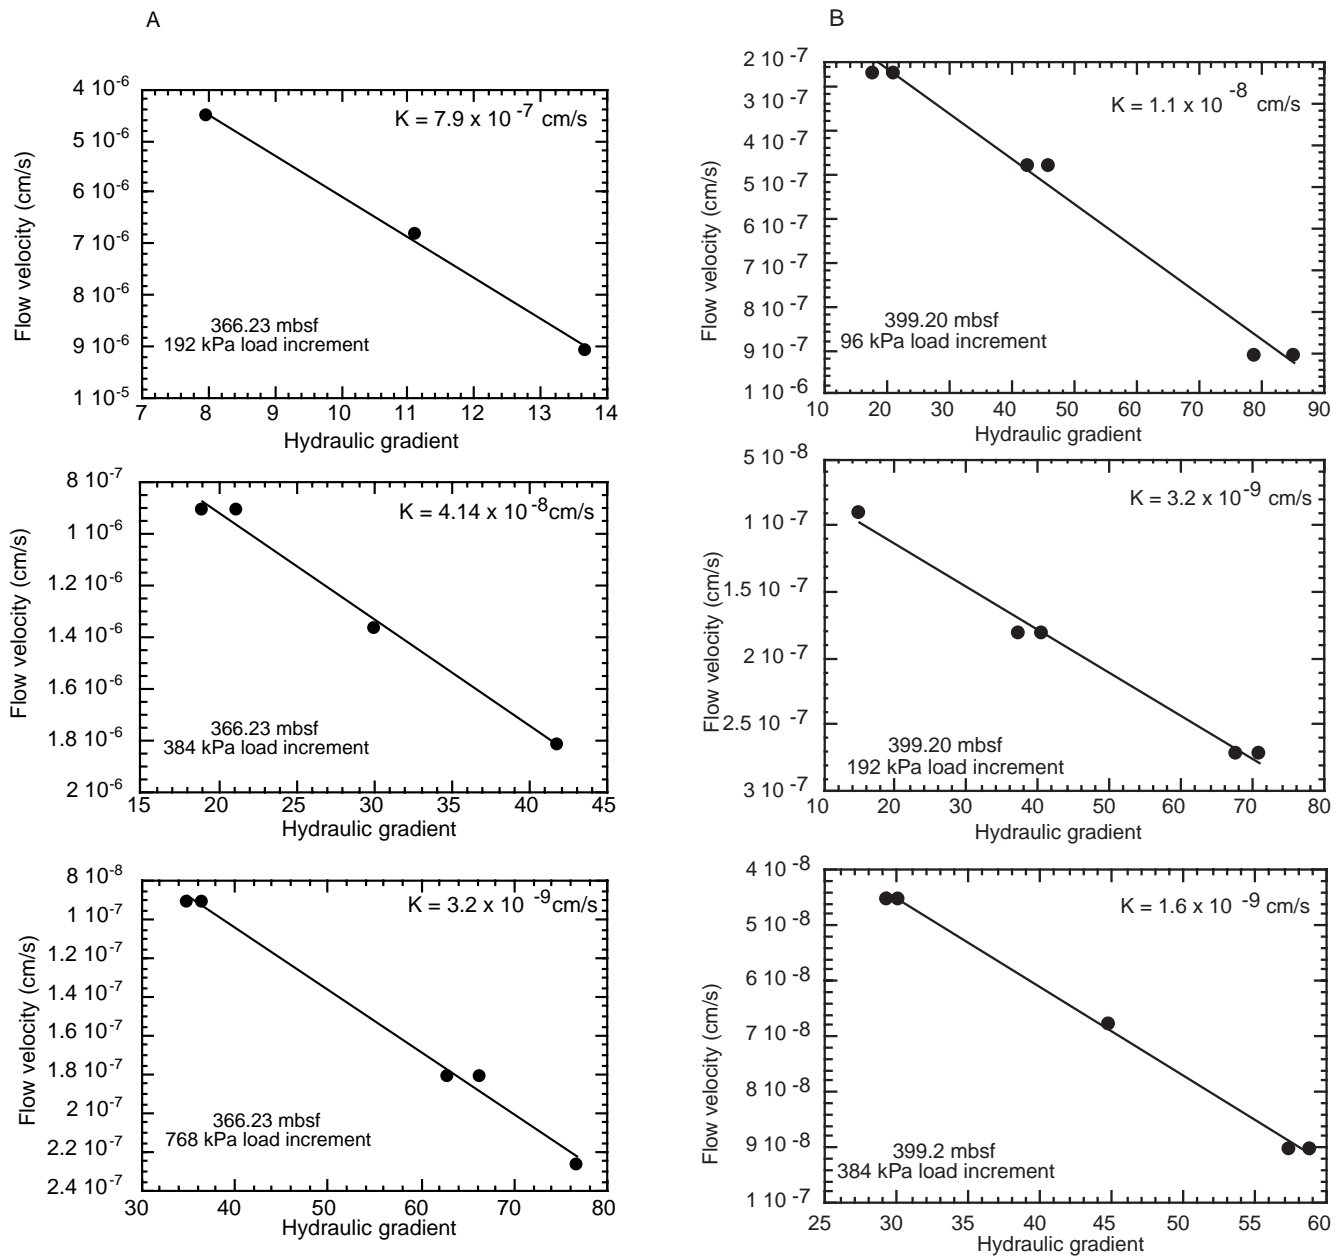 A
4 10-6
5 10-6
6 10-6
7 10-6
8 10-6
9 10-6
1 10-5
Flow velocity (cm/s)
K = 7.9 x 10 -7 cm/s
366.23 mbsf
192 kPa load increment
7 8 9 10 11 12 13 14
Hydraulic gradient
8 10-7
1 10-6
1.2 10-6
1.4 10-6
1.6 10-6
1.8 10-6
2 10-6
Flow velocity (cm/s)
K = 4.14 x 10-8cm/s
366.23 mbsf
384 kPa load increment
15 20 25 30 35 40 45
Hydraulic gradient
8 10-8
1 10-7
1.2 10-7
1.4 10-7
1.6 10-7
1.8 10-7
2 10-7
2.2 10-7
2.4 10-7
Flow velocity (cm/s)
K = 3.2 x 10 -9cm/s
366.23 mbsf
768 kPa load increment
30 40 50 60 70 80
Hydraulic gradient
B
2 10-7
3 10-7
4 10-7
5 10-7
6 10-7
7 10-7
8 10-7
9 10-7
1 10-6
Flow velocity (cm/s)
K = 1.1 x 10 -8 cm/s
399.20 mbsf
96 kPa load increment
10 20 30 40 50 60 70 80 90
Hydraulic gradient
5 10-8
1 10-7
1.5 10-7
2 10-7
2.5 10-7
3 10-7
Flow velocity (cm/s)
K = 3.2 x 10-9 cm/s
399.20 mbsf
192 kPa load increment
10 20 30 40 50 60 70 80
Hydraulic gradient
4 10-8
5 10-8
6 10-8
7 10-8
8 10-8
9 10-8
1 10-7
Flow velocity (cm/s)
K = 1.6 x 10 -9 cm/s
399.2 mbsf
384 kPa load increment
25 30 35 40 45 50 55 60
Hydraulic gradient